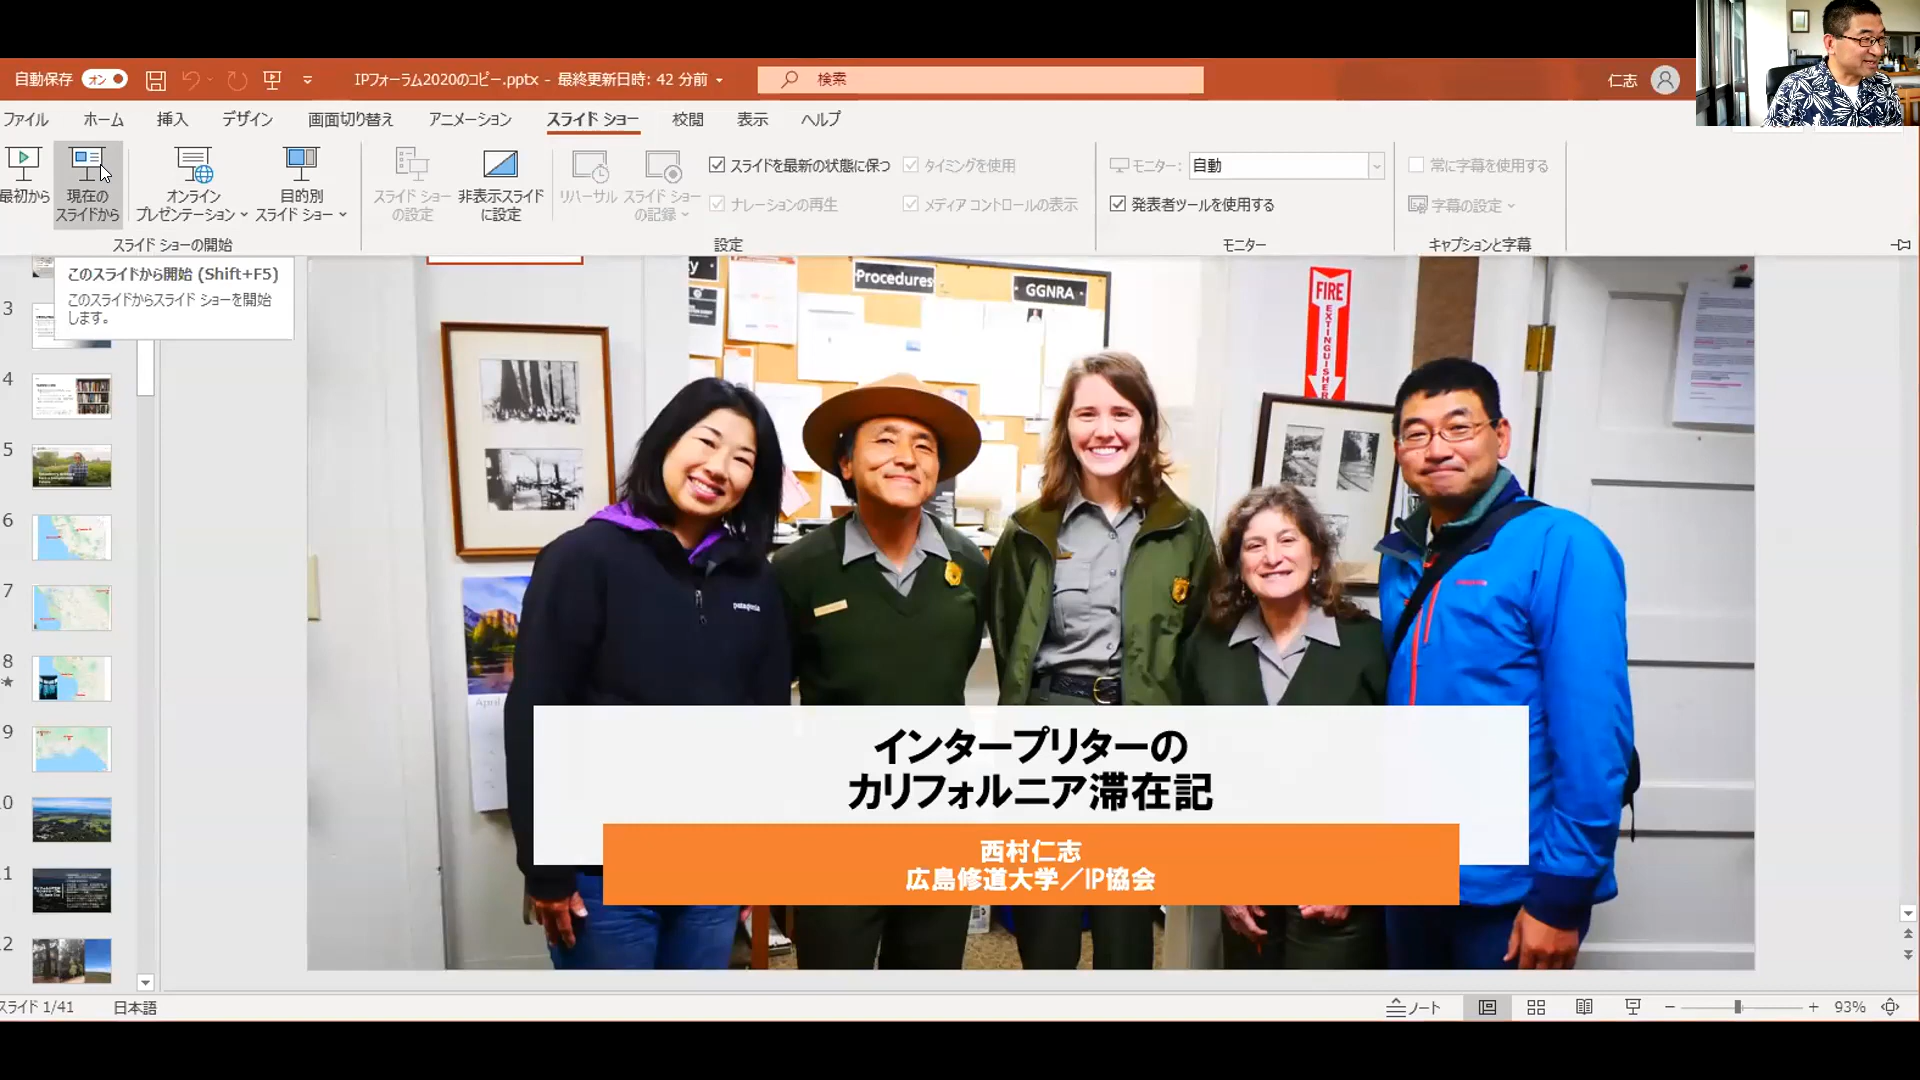 自動保存 オン IPフォーラム2020のコピー.pptx - 最終更新日時: 42 分前 検索 仁志
ファイル ホーム 挿入 デザイン 画面切り替え アニメーション スライド ショー 校閲 表示 ヘルプ
最初から
現在の
スライドから
オンライン
プレゼンテーション
目的別
スライド ショー
スライド ショーの開始
スライド ショー
の設定
非表示スライド
に設定
リハーサル
スライド ショー
の記録
スライドを最新の状態に保つ
タイミングを使用
ナレーションの再生
メディア コントロールの表示
設定
モニター: 自動
発表者ツールを使用する
モニター
常に字幕を使用する
字幕の設定
キャプションと字幕
このスライドから開始 (Shift+F5)
このスライドからスライド ショーを開始
します。
3
4
5
6
7
8
9
0
1
2
Procedures
GGNRA
FIRE
EXTINGUISHER
patagonia
April
インタープリターの
カリフォルニア滞在記
西村仁志
広島修道大学／IP協会
スライド 1/41 日本語 ノート 93%